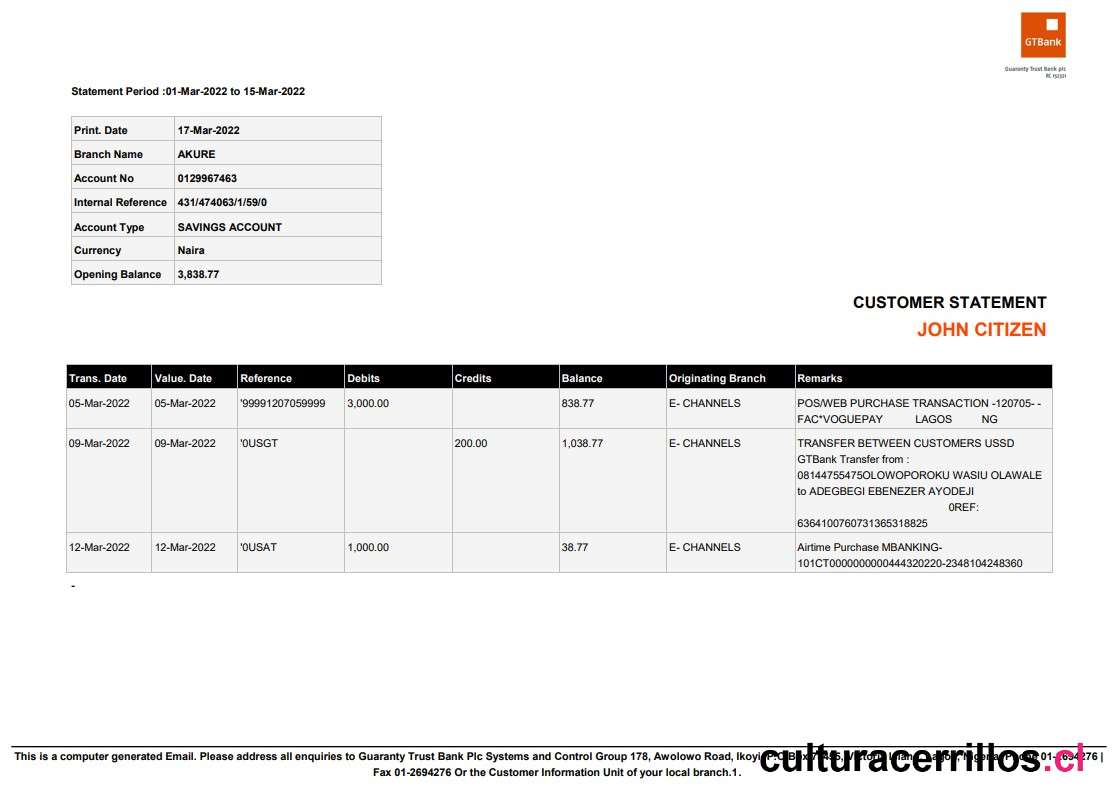 GTBank
Guaranty Trust Bank plc
RC 152321
Statement Period :01-Mar-2022 to 15-Mar-2022
Print. Date 17-Mar-2022
Branch Name AKURE
Account No 0129967463
Internal Reference 431/474063/1/59/0
Account Type SAVINGS ACCOUNT
Currency Naira
Opening Balance 3,838.77
CUSTOMER STATEMENT
JOHN CITIZEN
Trans. Date Value. Date Reference Debits Credits Balance Originating Branch Remarks
05-Mar-2022 05-Mar-2022 '99991207059999 3,000.00 838.77 E- CHANNELS POS/WEB PURCHASE TRANSACTION -120705- -
FAC*VOGUEPAY LAGOS NG
09-Mar-2022 09-Mar-2022 '0USGT 200.00 1,038.77 E- CHANNELS TRANSFER BETWEEN CUSTOMERS USSD
GTBank Transfer from :
08144755475OLOWOPOROKU WASIU OLAWALE
to ADEGBEGI EBENEZER AYODEJI
0REF:
6364100760731365318825
12-Mar-2022 12-Mar-2022 '0USAT 1,000.00 38.77 E- CHANNELS Airtime Purchase MBANKING-
101CT0000000000444320220-2348104248360
-
This is a computer generated Email. Please address all enquiries to Guaranty Trust Bank Plc Systems and Control Group 178, Awolowo Road, Ikoyi
Fax 01-2694276 Or the Customer Information Unit of your local branch.1.
culturacerrillos.cl